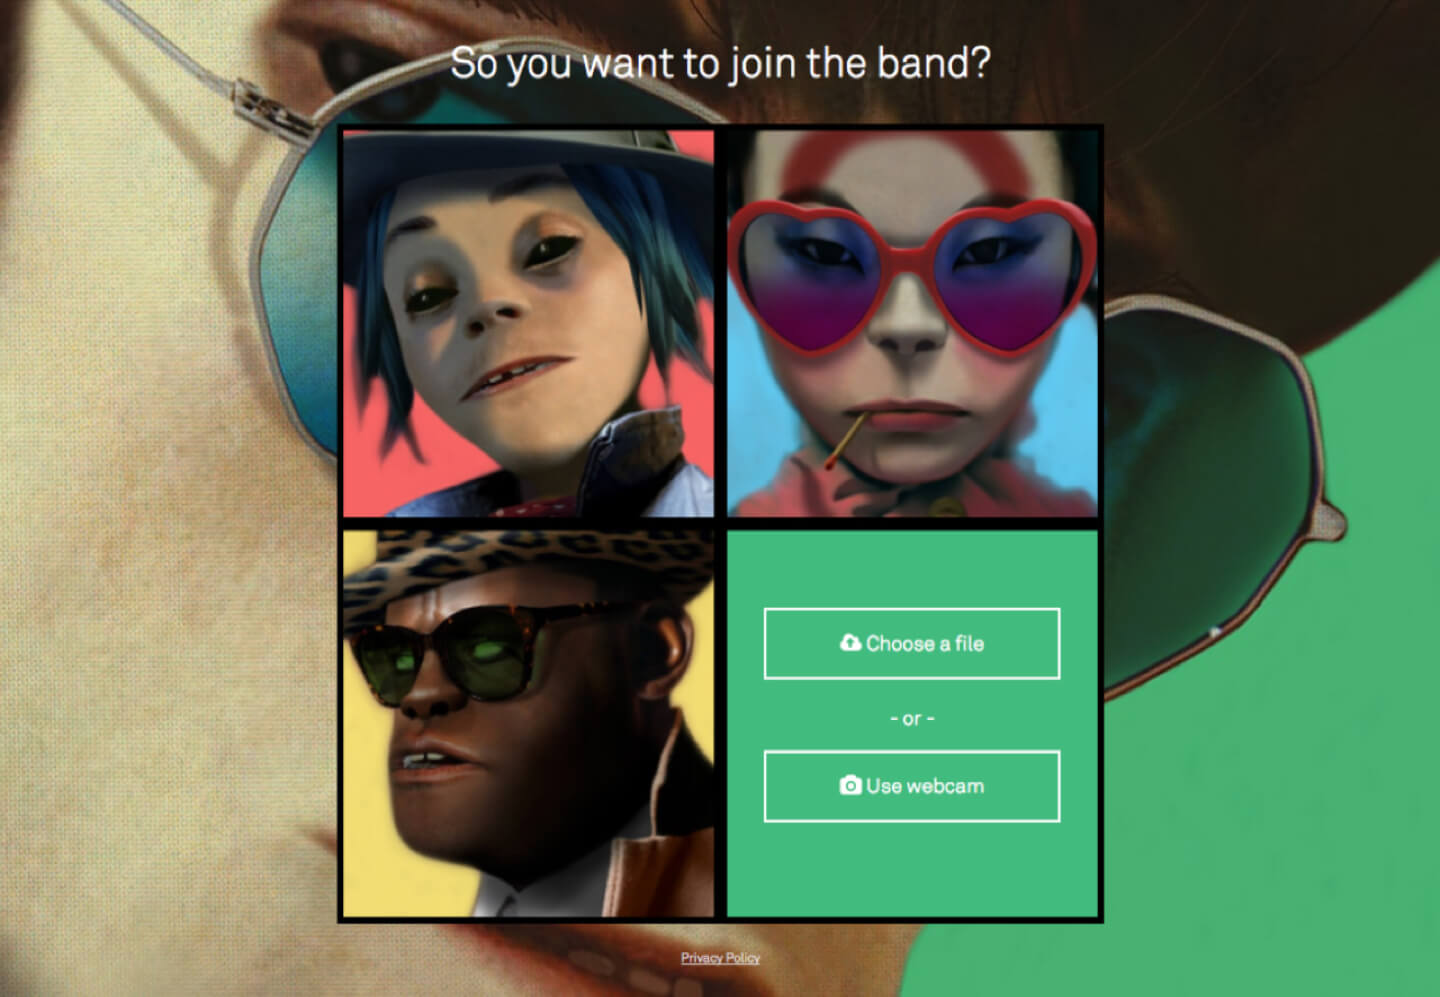 So you want to join the band?
Choose a file
- or -
Use webcam
Privacy Policy